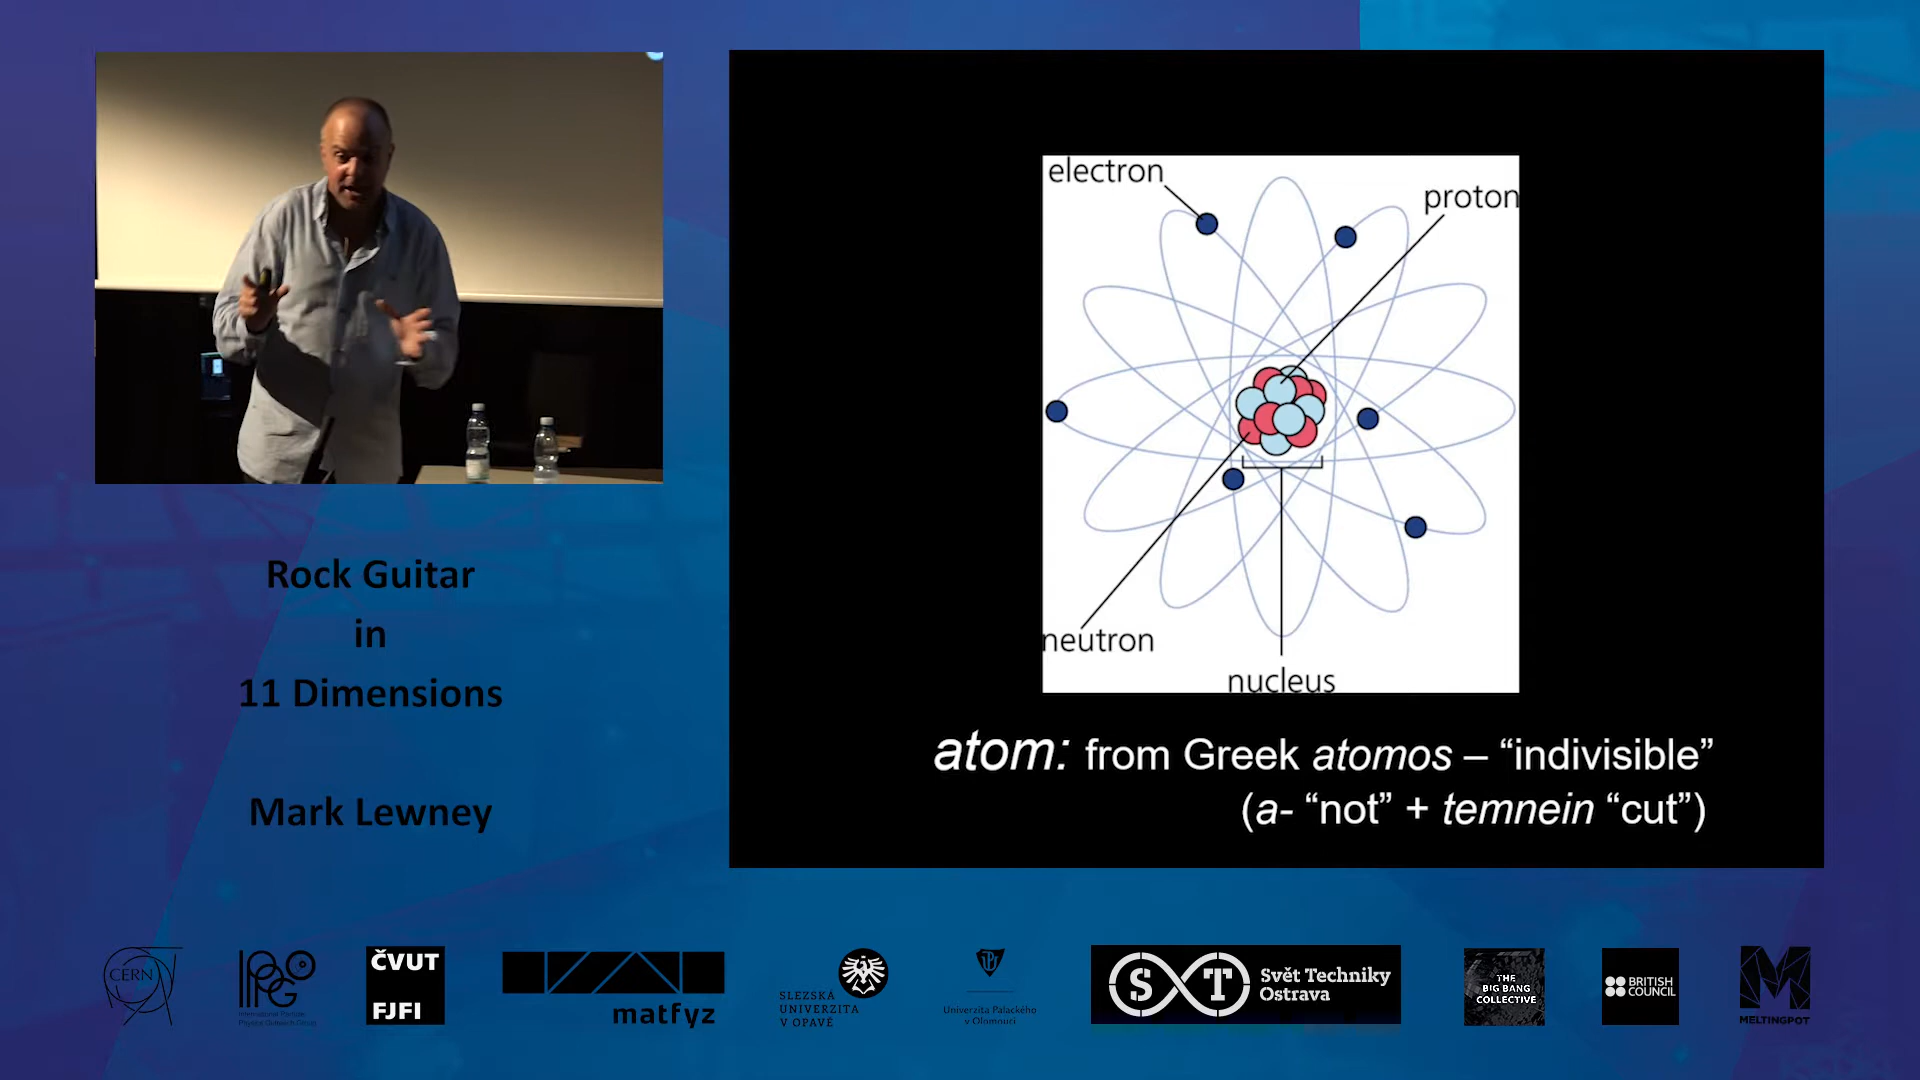 electron
proton
neutron
nucleus
atom: from Greek atomos – “indivisible”
(a- “not” + temnein “cut”)
Rock Guitar
in
11 Dimensions
Mark Lewney
CERN
IPPOG
International Particle
Physics Outreach Group
ČVUT
FJFI
matfyz
SLEZSKÁ
UNIVERZITA
V OPAVĚ
Univerzita Palackého
v Olomouci
S T
Svět Techniky
Ostrava
THE
BIG BANG
COLLECTIVE
BRITISH
COUNCIL
M
MELTINGPOT